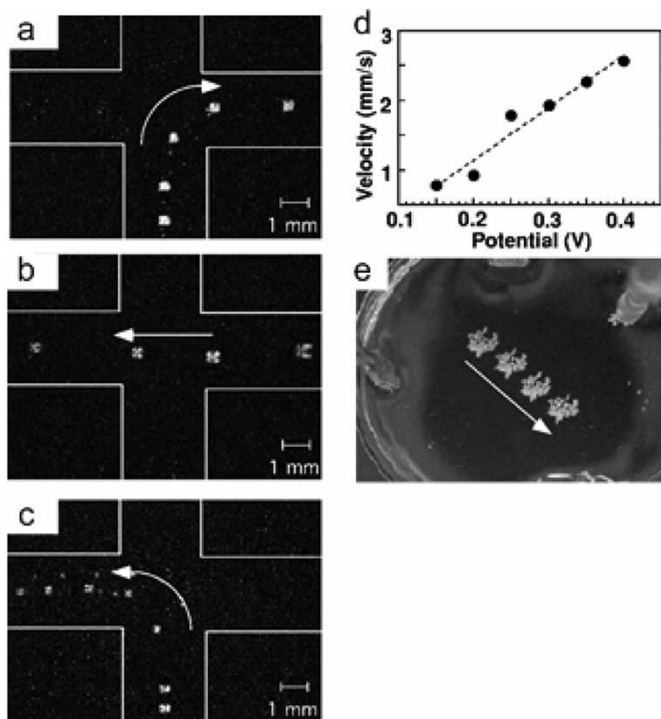 a
1 mm
b
1 mm
c
1 mm
d
3
2
1
Velocity (mm/s)
0.1 0.2 0.3 0.4
Potential (V)
e